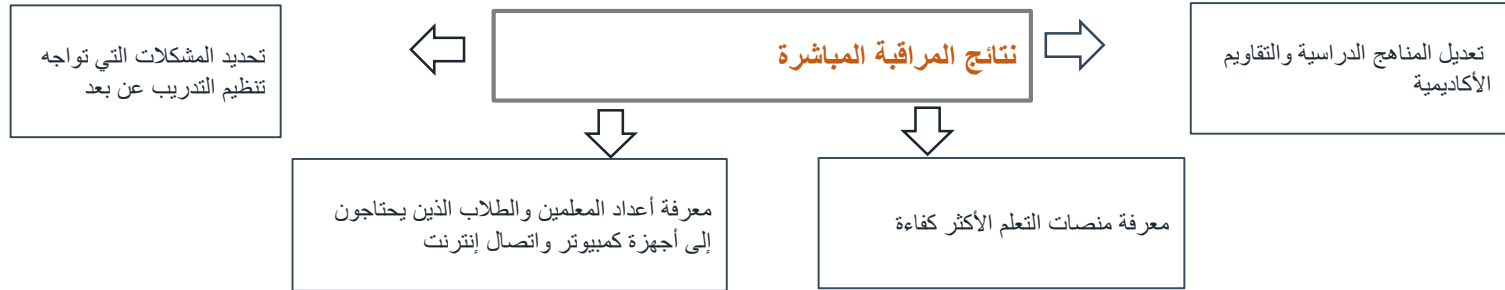 نتائج المراقبة المباشرة
تعديل المناهج الدراسية والتقاويم
الأكاديمية
معرفة منصات التعلم الأكثر كفاءة
معرفة أعداد المعلمين والطلاب الذين يحتاجون
إلى أجهزة كمبيوتر واتصال إنترنت
تحديد المشكلات التي تواجه
تنظيم التدريب عن بعد